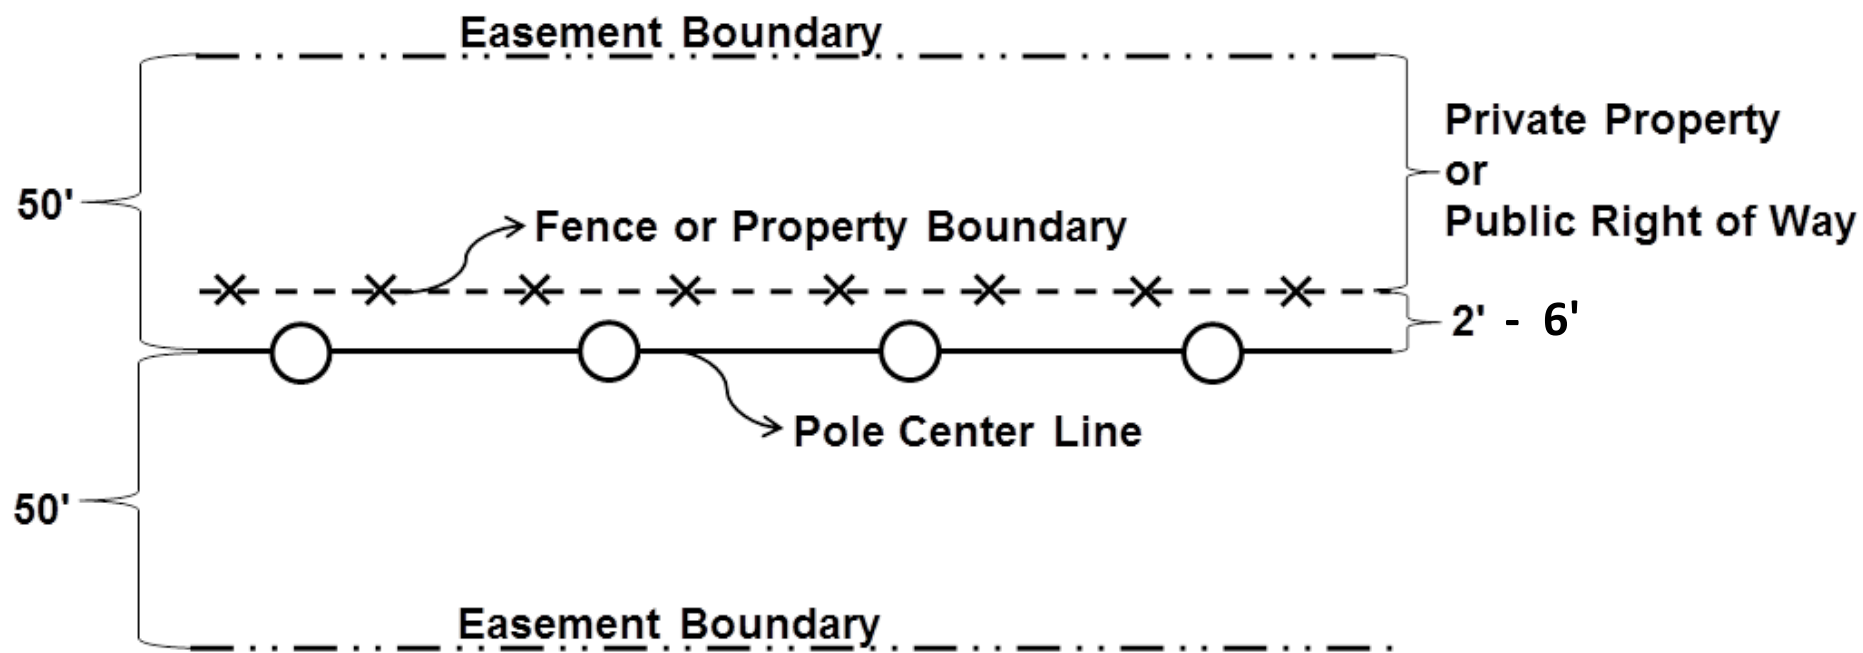 Easement Boundary
Private Property
or
Public Right of Way
50'
Fence or Property Boundary
2' - 6'
Pole Center Line
50'
Easement Boundary